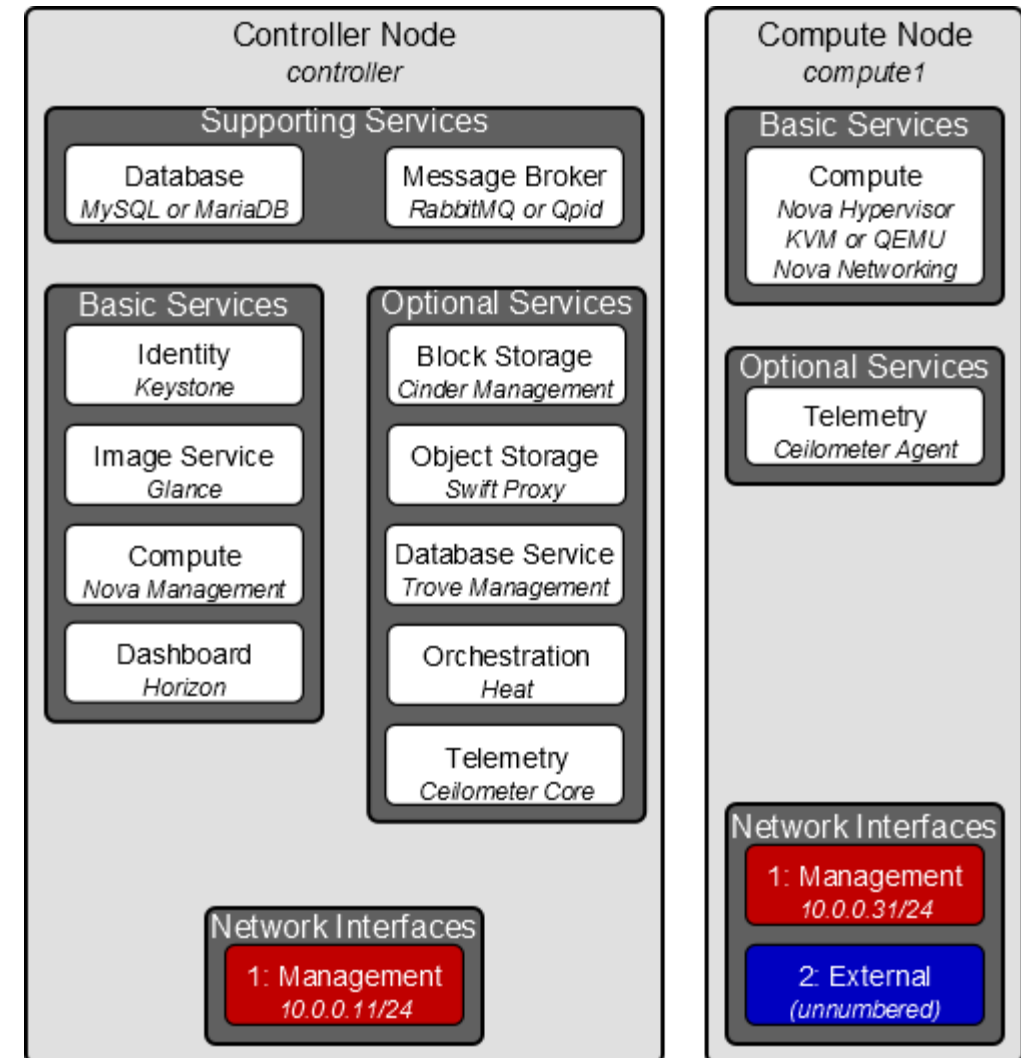 Controller Node
controller
Supporting Services
Database
MySQL or MariaDB
Message Broker
RabbitMQ or Qpid
Basic Services
Identity
Keystone
Image Service
Glance
Compute
Nova Management
Dashboard
Horizon
Optional Services
Block Storage
Cinder Management
Object Storage
Swift Proxy
Database Service
Trove Management
Orchestration
Heat
Telemetry
Ceilometer Core
Network Interfaces
1: Management
10.0.0.11/24
Compute Node
compute1
Basic Services
Compute
Nova Hypervisor
KVM or QEMU
Nova Networking
Optional Services
Telemetry
Ceilometer Agent
Network Interfaces
1: Management
10.0.0.31/24
2: External
(unnumbered)